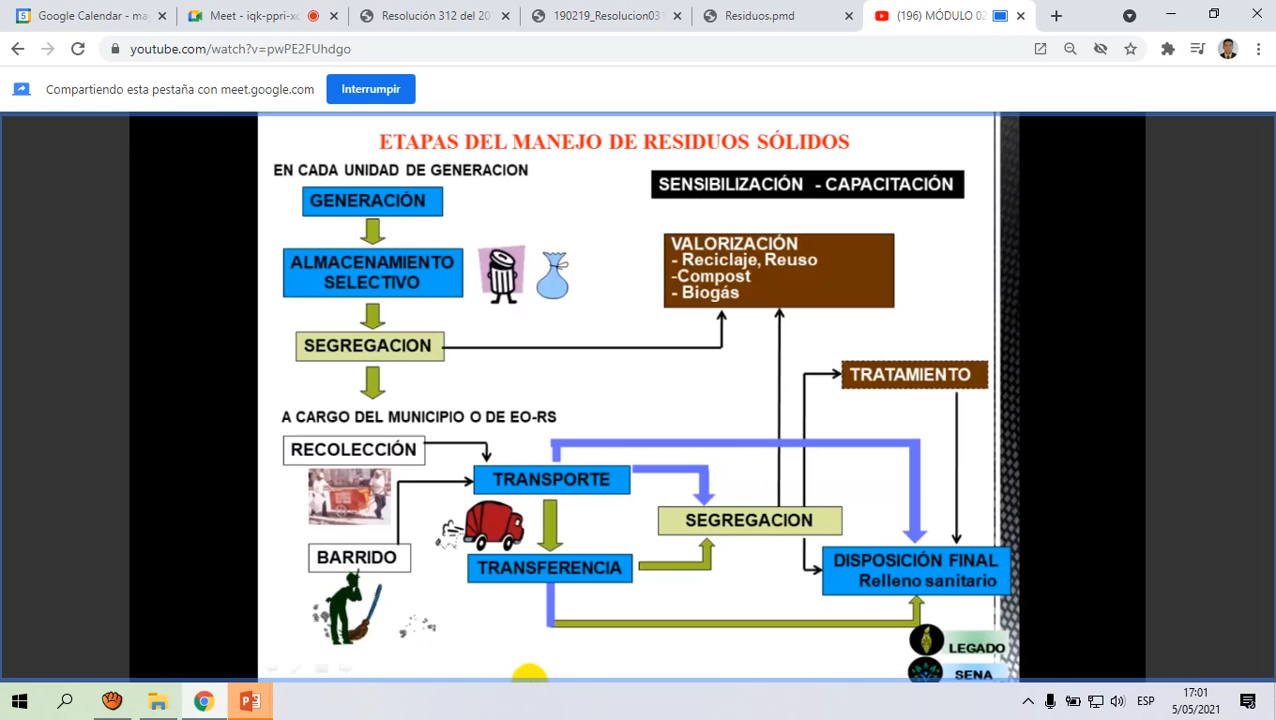 Google Calendar - ma
Meet - iqk-ppri-x
Resolución 316 del 20
190219_Resolucion03
Residuos.pmd
(196) MÓDULO 02
youtube.com/watch?v=pwPE2FUhdgo
Compartiendo esta pestaña con meet.google.com
Interrumpir
ETAPAS DEL MANEJO DE RESIDUOS SÓLIDOS
EN CADA UNIDAD DE GENERACION
SENSIBILIZACIÓN - CAPACITACIÓN
GENERACIÓN
ALMACENAMIENTO
SELECTIVO
VALORIZACIÓN
- Reciclaje, Reuso
-Compost
- Biogás
SEGREGACION
TRATAMIENTO
A CARGO DEL MUNICIPIO O DE EO-RS
RECOLECCIÓN
TRANSPORTE
SEGREGACION
BARRIDO
TRANSFERENCIA
DISPOSICIÓN FINAL
Relleno sanitario
LEGADO
SENA
ESP
17:01
5/05/2021